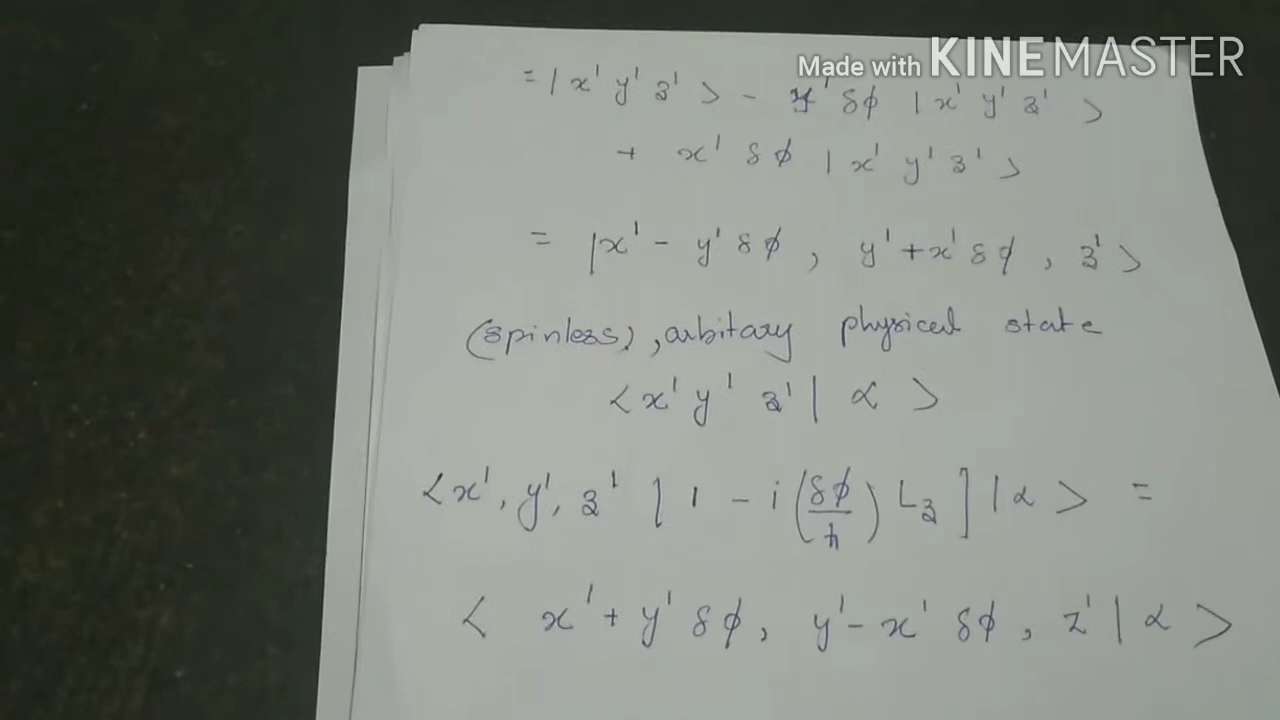 Made with KINEMASTER
= | x' y' z' > - y' δϕ | x' y' z' >
+ x' δϕ | x' y' z' >
= | x' - y' δϕ , y' + x' δϕ , z' >
(spinless), arbitary physical state
< x' y' z' | α >
< x', y', z' [ 1 - i (δϕ/ħ) Lz ] | α > =
< x' + y' δϕ, y' - x' δϕ, z' | α >